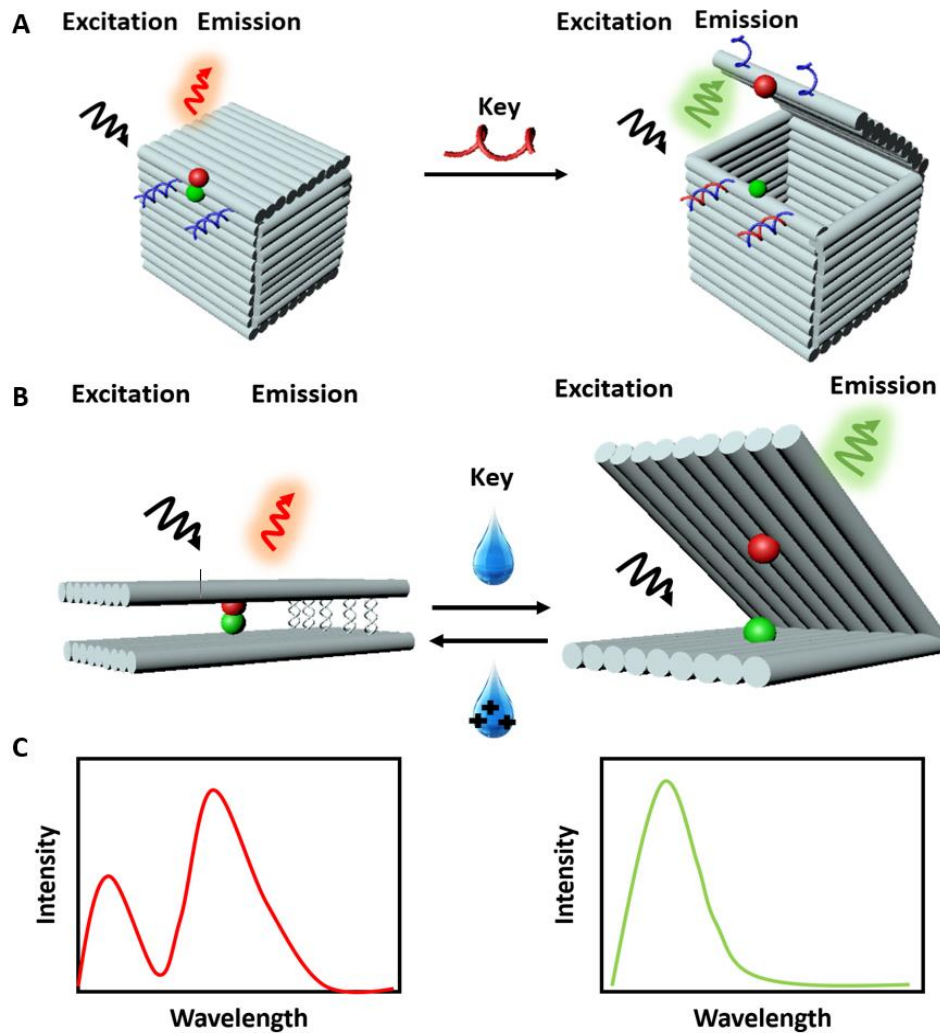 A
Excitation Emission
Key
Excitation
Emission
B
Excitation Emission
Key
Excitation
Emission
C
Intensity
Wavelength
Intensity
Wavelength